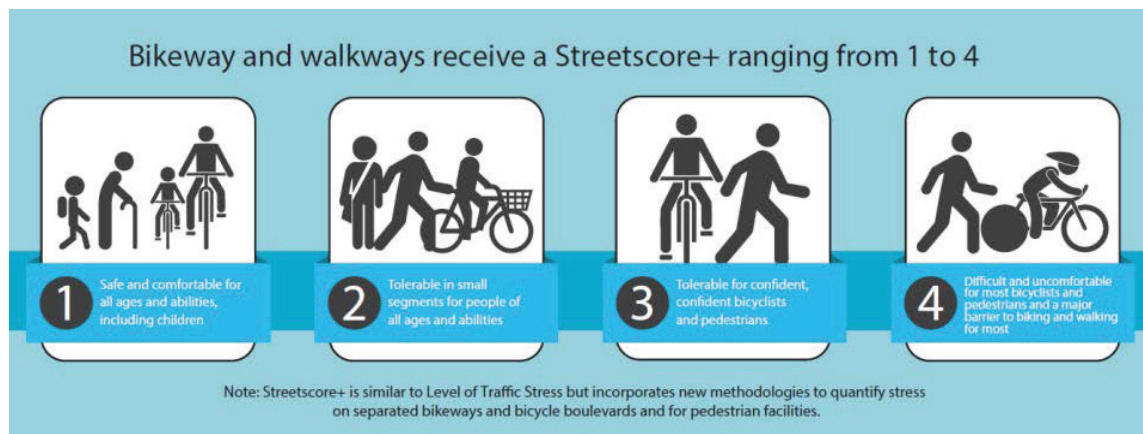 Bikeway and walkways receive a Streetscore+ ranging from 1 to 4
1
Safe and comfortable for
all ages and abilities,
including children
2
Tolerable in small
segments for people of
all ages and abilities
3
Tolerable for confident,
confident bicyclists
and pedestrians
4
Difficult and uncomfortable
for most bicyclists and
pedestrians and a major
barrier to biking and walking
for most
Note: Streetscore+ is similar to Level of Traffic Stress but incorporates new methodologies to quantify stress
on separated bikeways and bicycle boulevards and for pedestrian facilities.